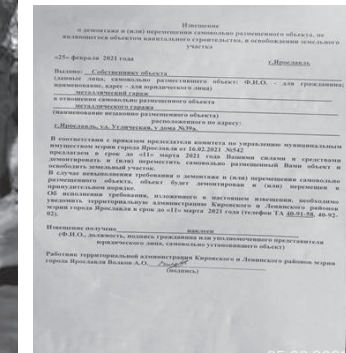 Извещение
о демонтаже и (или) перемещении самовольно размещенного объекта, не
являющегося объектом капитального строительства, и освобождении земельного
участка
«25» февраля 2021 года
г.Ярославль
Выдано: Собственнику объекта
(данные лица, самовольно разместившего объект: Ф.И.О. - для гражданина;
наименование, адрес - для юридического лица)
металлический гараж
в отношении самовольно размещенного объекта
металлического гаража
(наименование незаконно размещенного объекта)
расположенного по адресу:
г.Ярославль, ул. Угличская, у дома №39а.
В соответствии с приказом председателя комитета по управлению муниципальным
имуществом мэрии города Ярославля от 16.02.2021 №542
предлагаем в срок до «11» марта 2021 года Вашими силами и средствами
демонтировать и (или) переместить самовольно размещенный Вами объект и
освободить земельный участок.
В случае невыполнения требования о демонтаже и (или) перемещении самовольно
размещенного объекта, объект будет демонтирован и (или) перемещен в
принудительном порядке.
Об исполнении требования, изложенного в настоящем извещении, необходимо
уведомить территориальную администрацию Кировского и Ленинского районов
мэрии города Ярославля в срок до «11» марта 2021 года (телефон ТА 40-91-58, 40-92-
02).
Извещение получено наклеен
(Ф.И.О., должность, подпись гражданина или уполномоченного представителя
юридического лица, самовольно установившего объект)
Работник территориальной администрации Кировского и Ленинского районов мэрии
города Ярославля Волков А.О.
(подпись)